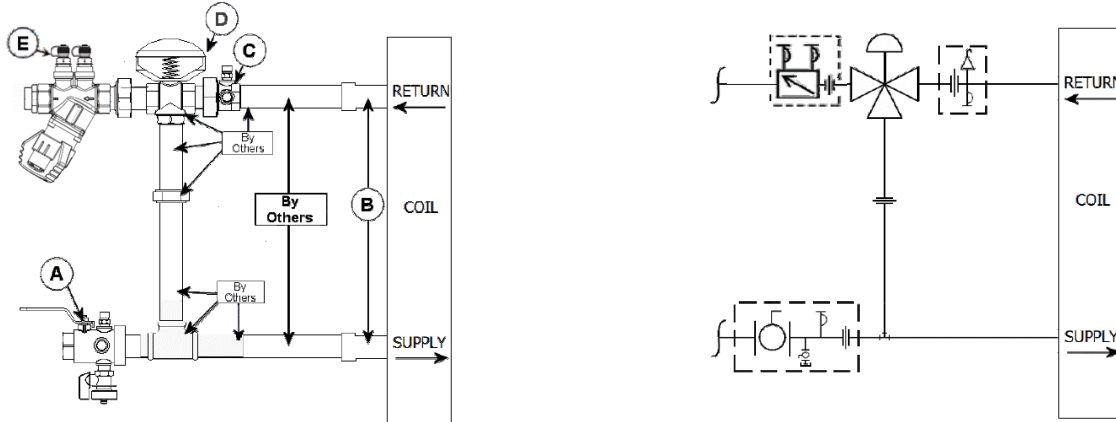 D
E
C
RETURN
By
Others
By
Others
B
COIL
A
By
Others
SUPPLY
RETURN
COIL
SUPPLY